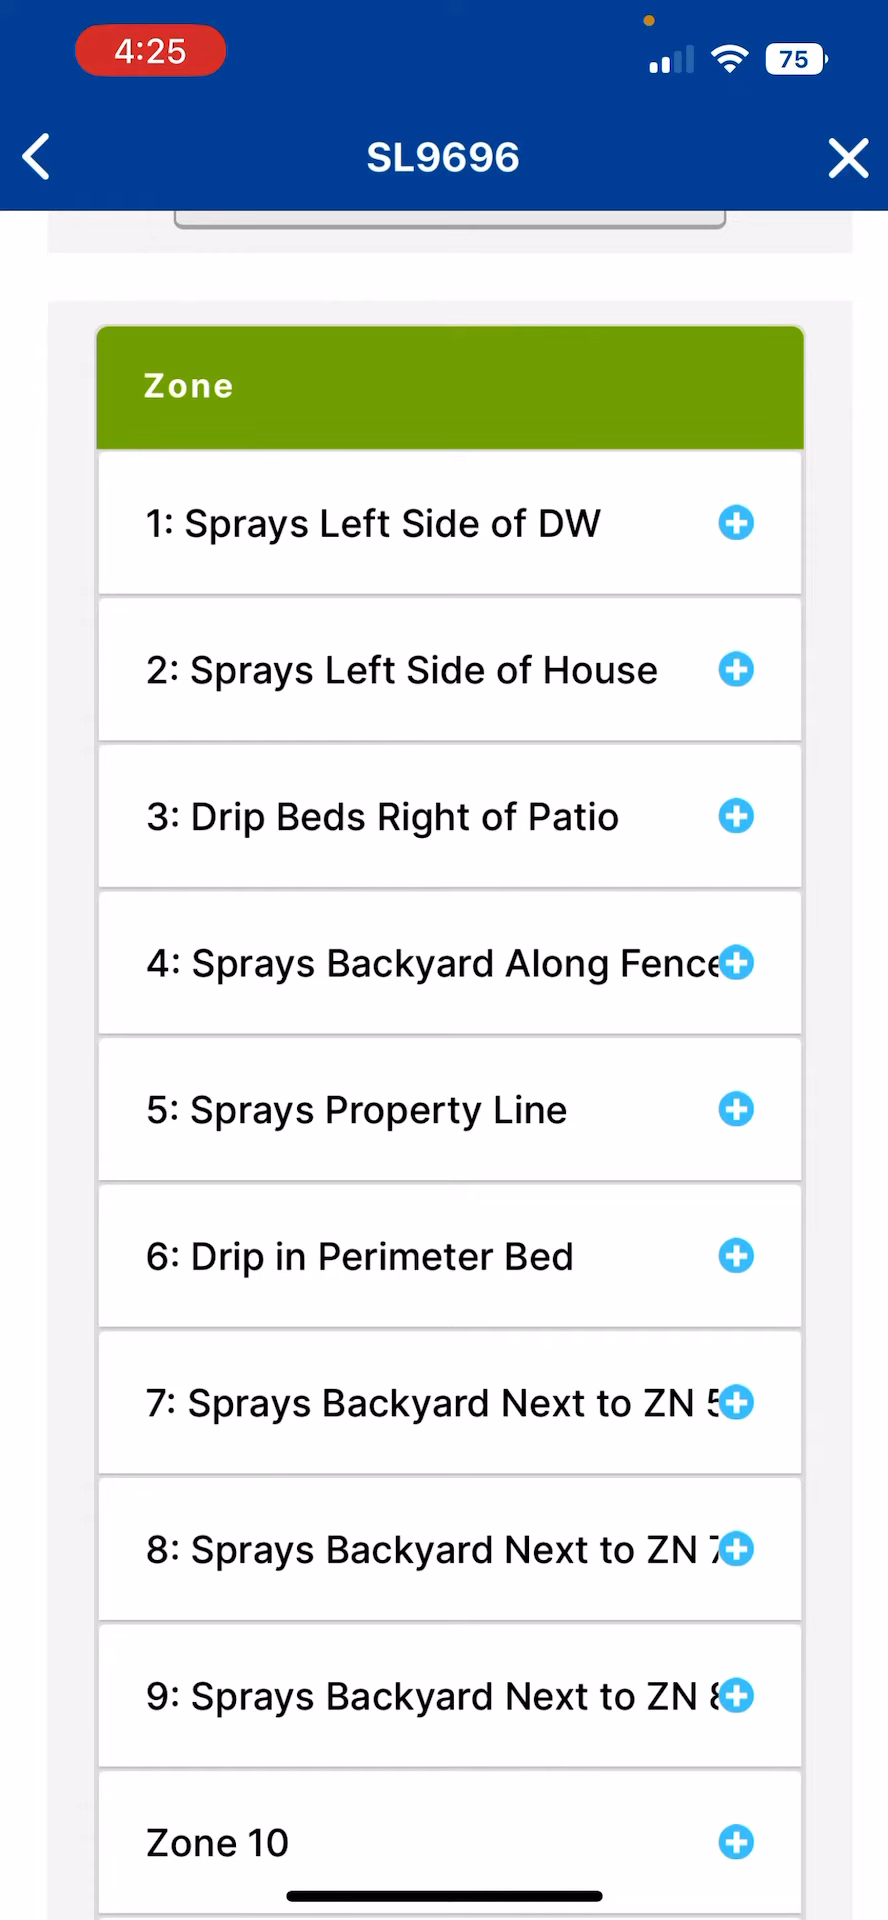 4:25
75
SL9696
Zone
1: Sprays Left Side of DW
2: Sprays Left Side of House
3: Drip Beds Right of Patio
4: Sprays Backyard Along Fence
5: Sprays Property Line
6: Drip in Perimeter Bed
7: Sprays Backyard Next to ZN 5
8: Sprays Backyard Next to ZN 7
9: Sprays Backyard Next to ZN 8
Zone 10